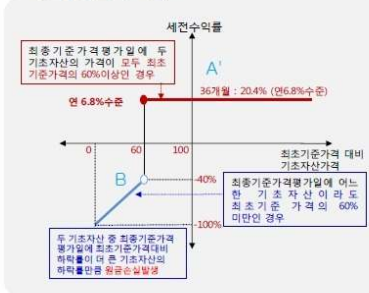 세전수익률
최종기준가격평가일에 두
기초자산의 가격이 모두 최초
기준가격의 60%이상인 경우
A'
36개월 : 20.4% (연6.8%수준)
연 6.8%수준
0 60 100
최초기준가격 대비
기초자산가격
B
-40%
최종기준가격평가일에 어느
한 기초자산이라도
최초기준 가격의 60%
미만인 경우
-100%
두 기초자산 중 최종기준가격
평가일에 최초기준가격대비
하락률이 더 큰 기초자산의
하락률만큼 원금손실발생